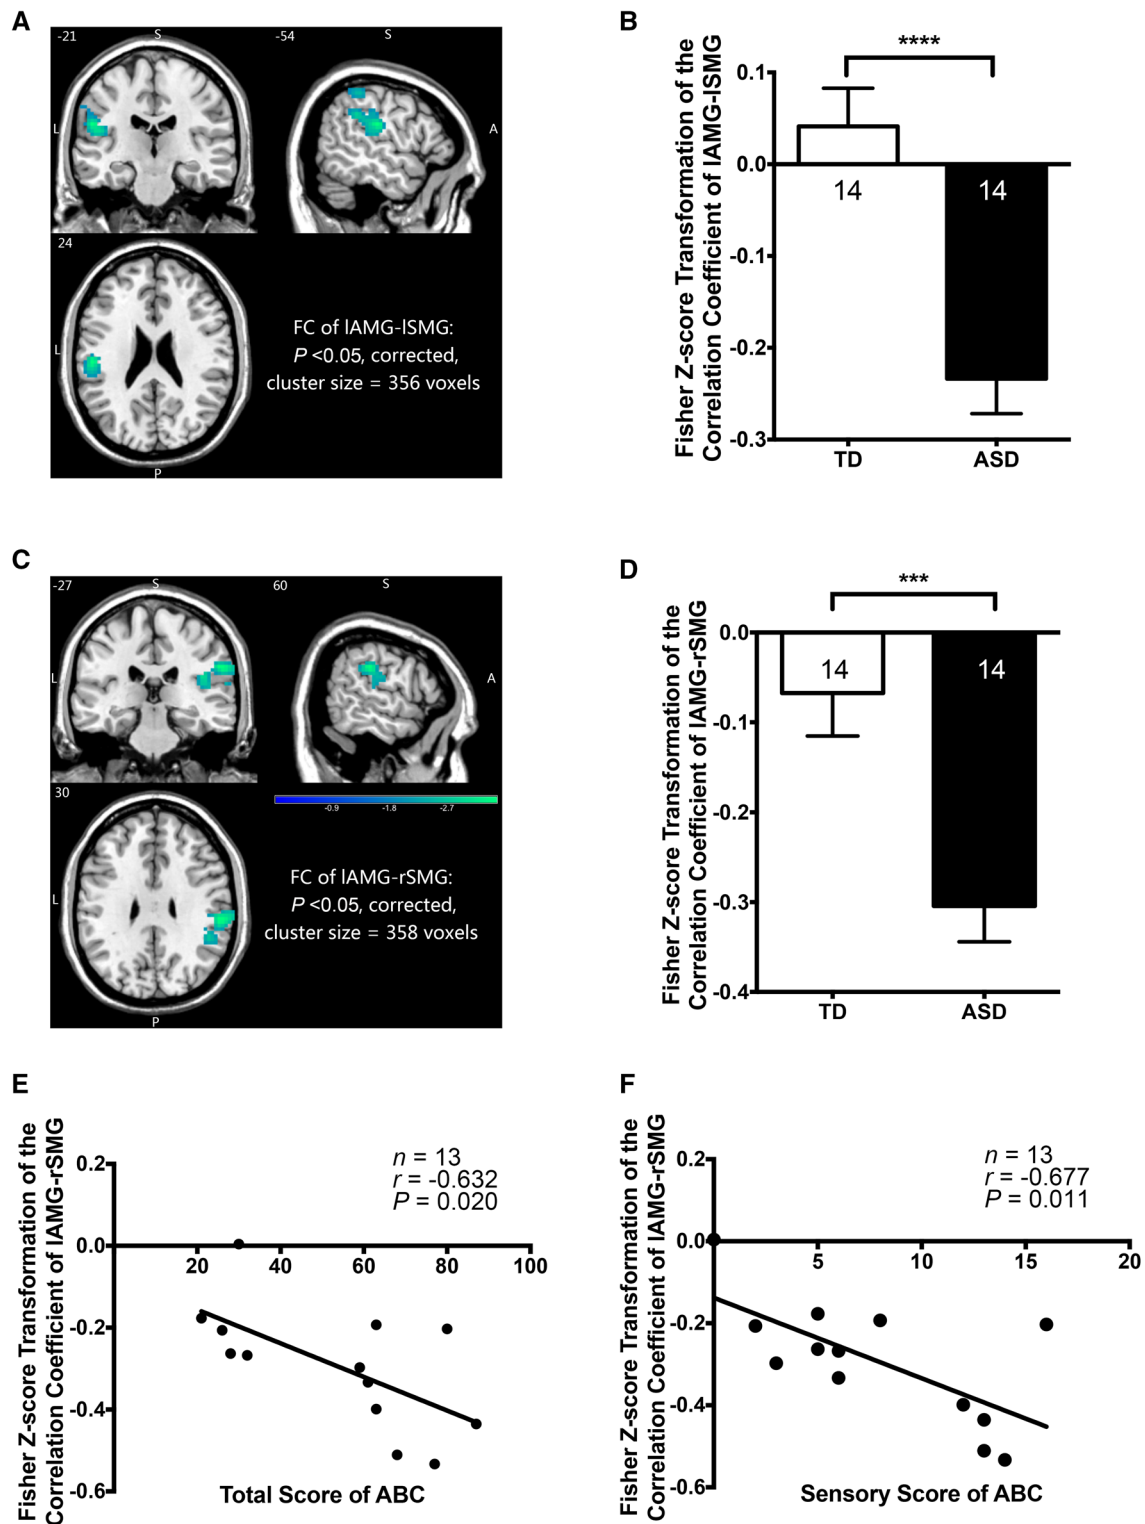 A
-21
S
-54
S
L
A
24
L
P
FC of lAMG-lSMG:
P <0.05, corrected,
cluster size = 356 voxels
B
Fisher Z-score Transformation of the
Correlation Coefficient of lAMG-lSMG
****
0.1
0.0
-0.1
-0.2
-0.3
14
14
TD
ASD
C
-27
S
60
S
L
A
-0.9
-1.8
-2.7
30
L
P
FC of lAMG-rSMG:
P <0.05, corrected,
cluster size = 358 voxels
D
Fisher Z-score Transformation of the
Correlation Coefficient of lAMG-rSMG
***
0.0
-0.1
-0.2
-0.3
-0.4
14
14
TD
ASD
E
Fisher Z-score Transformation of the
Correlation Coefficient of lAMG-rSMG
n = 13
r = -0.632
P = 0.020
0.2
0.0
-0.2
-0.4
-0.6
20
40
60
80
100
Total Score of ABC
F
Fisher Z-score Transformation of the
Correlation Coefficient of lAMG-rSMG
n = 13
r = -0.677
P = 0.011
0.2
0.0
-0.2
-0.4
-0.6
5
10
15
20
Sensory Score of ABC